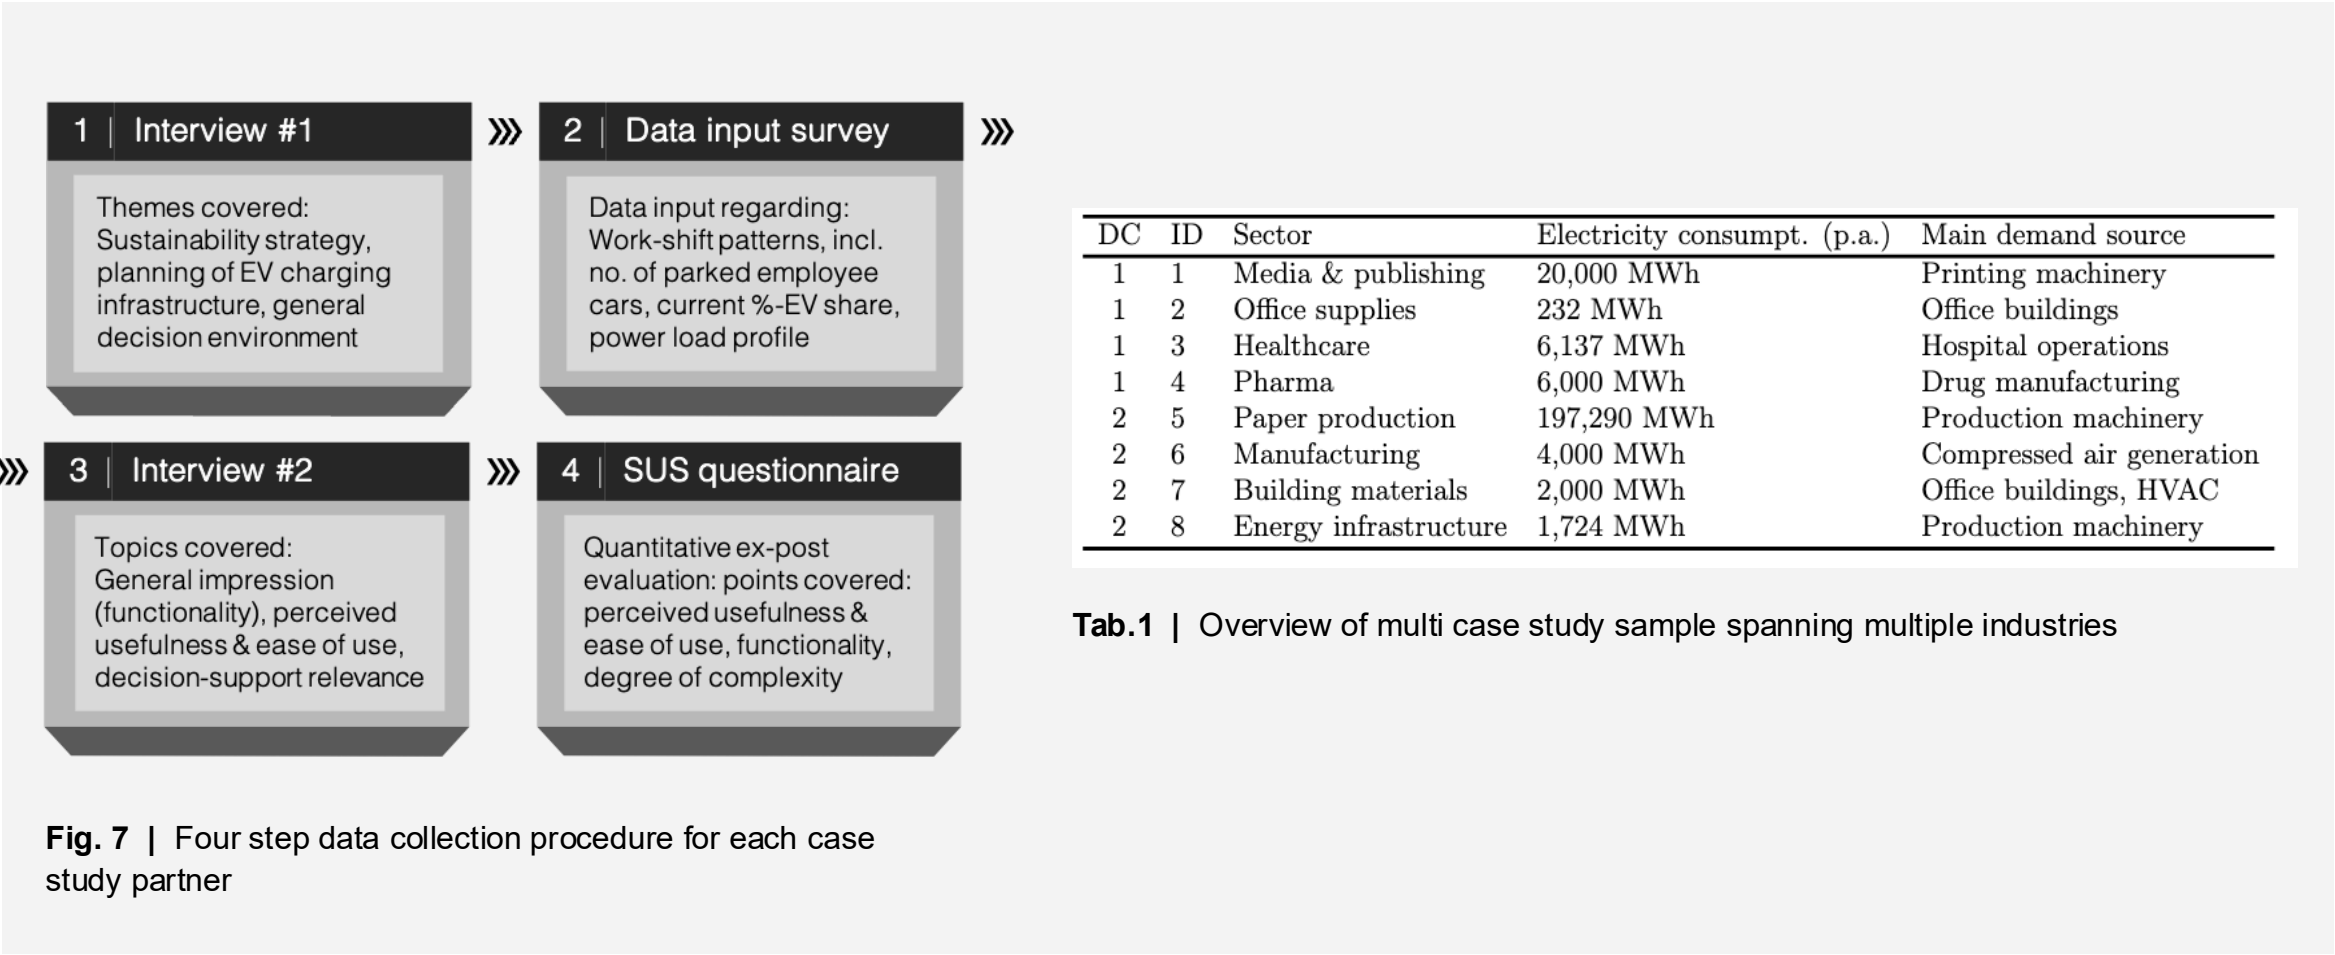 1 | Interview #1
Themes covered:
Sustainability strategy,
planning of EV charging
infrastructure, general
decision environment
2 | Data input survey
Data input regarding:
Work-shift patterns, incl.
no. of parked employee
cars, current %-EV share,
power load profile
3 | Interview #2
Topics covered:
General impression
(functionality), perceived
usefulness & ease of use,
decision-support relevance
4 | SUS questionnaire
Quantitative ex-post
evaluation: points covered:
perceived usefulness &
ease of use, functionality,
degree of complexity
Fig. 7 | Four step data collection procedure for each case
study partner
DC ID Sector Electricity consumpt. (p.a.) Main demand source
1 1 Media & publishing 20,000 MWh Printing machinery
1 2 Office supplies 232 MWh Office buildings
1 3 Healthcare 6,137 MWh Hospital operations
1 4 Pharma 6,000 MWh Drug manufacturing
2 5 Paper production 197,290 MWh Production machinery
2 6 Manufacturing 4,000 MWh Compressed air generation
2 7 Building materials 2,000 MWh Office buildings, HVAC
2 8 Energy infrastructure 1,724 MWh Production machinery
Tab.1 | Overview of multi case study sample spanning multiple industries